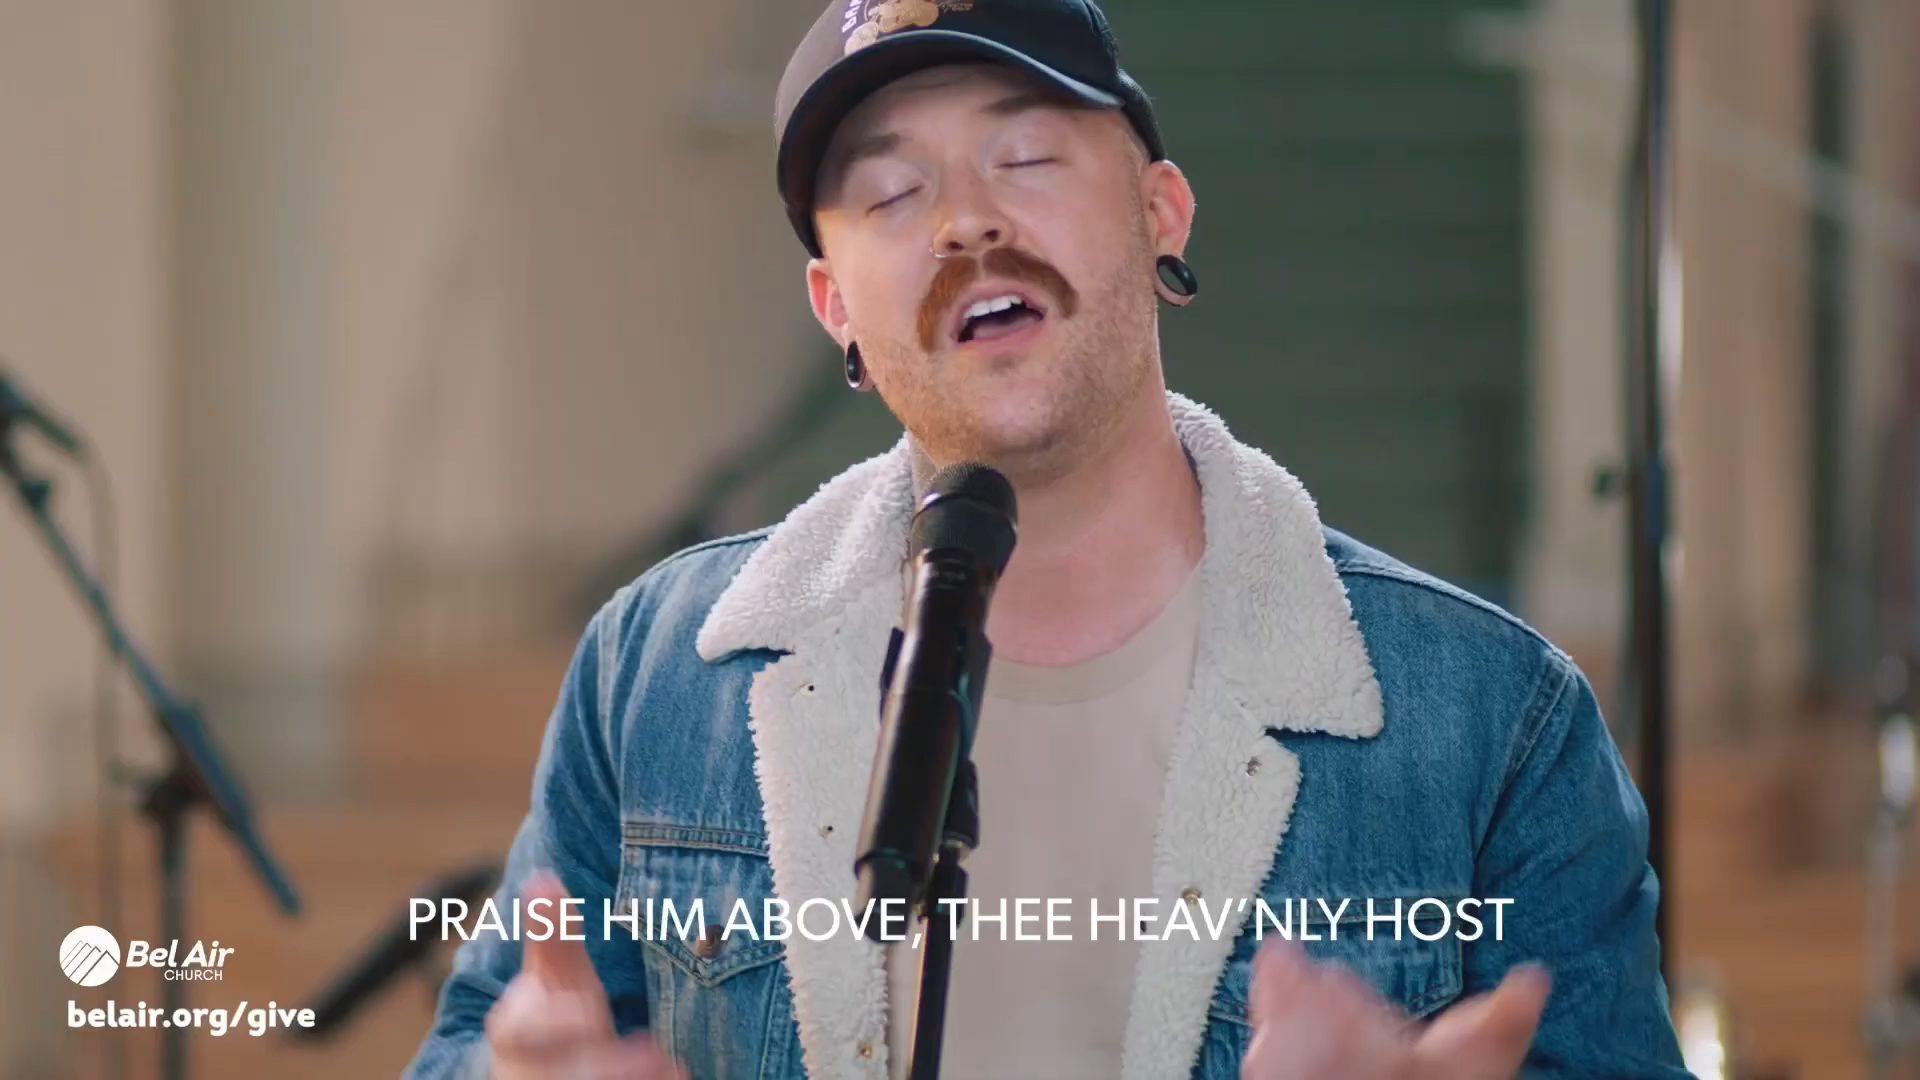 PRAISE HIM ABOVE, THEE HEAV’NLY HOST
Bel Air
CHURCH
belair.org/give